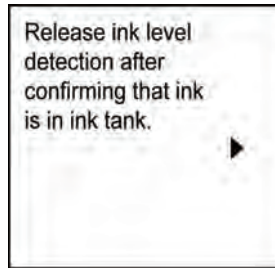 Release ink level
detection after
confirming that ink
is in ink tank.